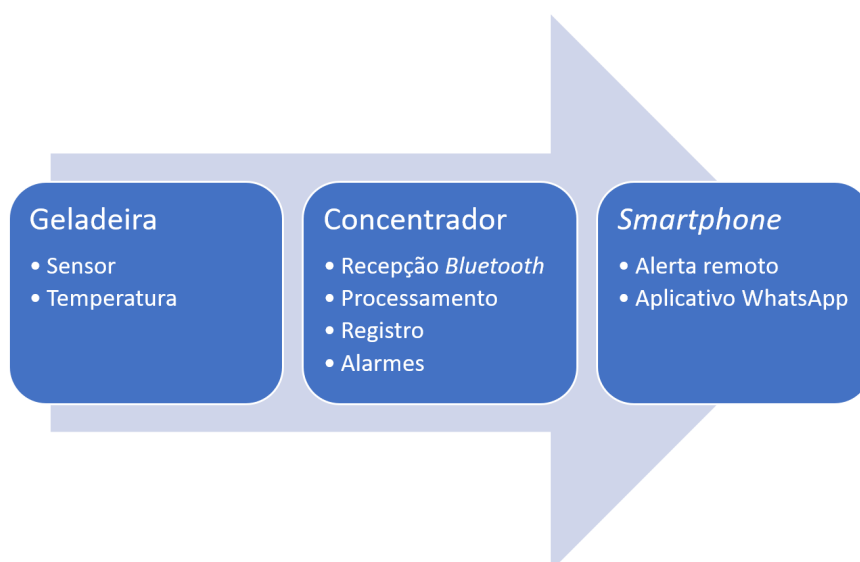 Geladeira
• Sensor
• Temperatura
Concentrador
• Recepção Bluetooth
• Processamento
• Registro
• Alarmes
Smartphone
• Alerta remoto
• Aplicativo WhatsApp